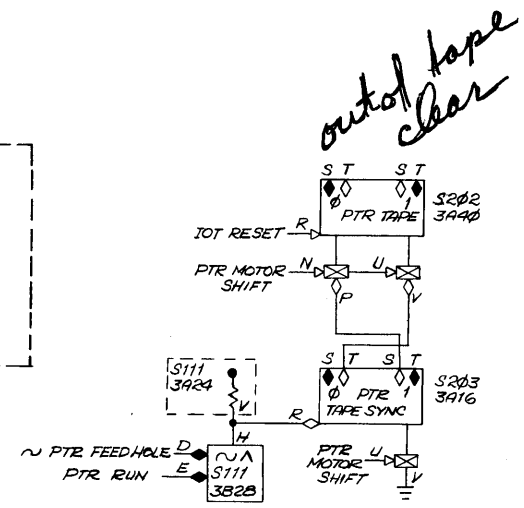 out of tape
clear
S T S T
Ø 1
PTR TAPE
S2Ø2
3A4Ø
IOT RESET R
PTR MOTOR
SHIFT
N U
P V
S T S T
Ø 1
PTR
TAPE SYNC
S2Ø3
3A16
S111
3A24
V
R
H
~ PTR FEEDHOLE D
PTR RUN E
~ ∧
S111
3B28
PTR
MOTOR
SHIFT
U
V